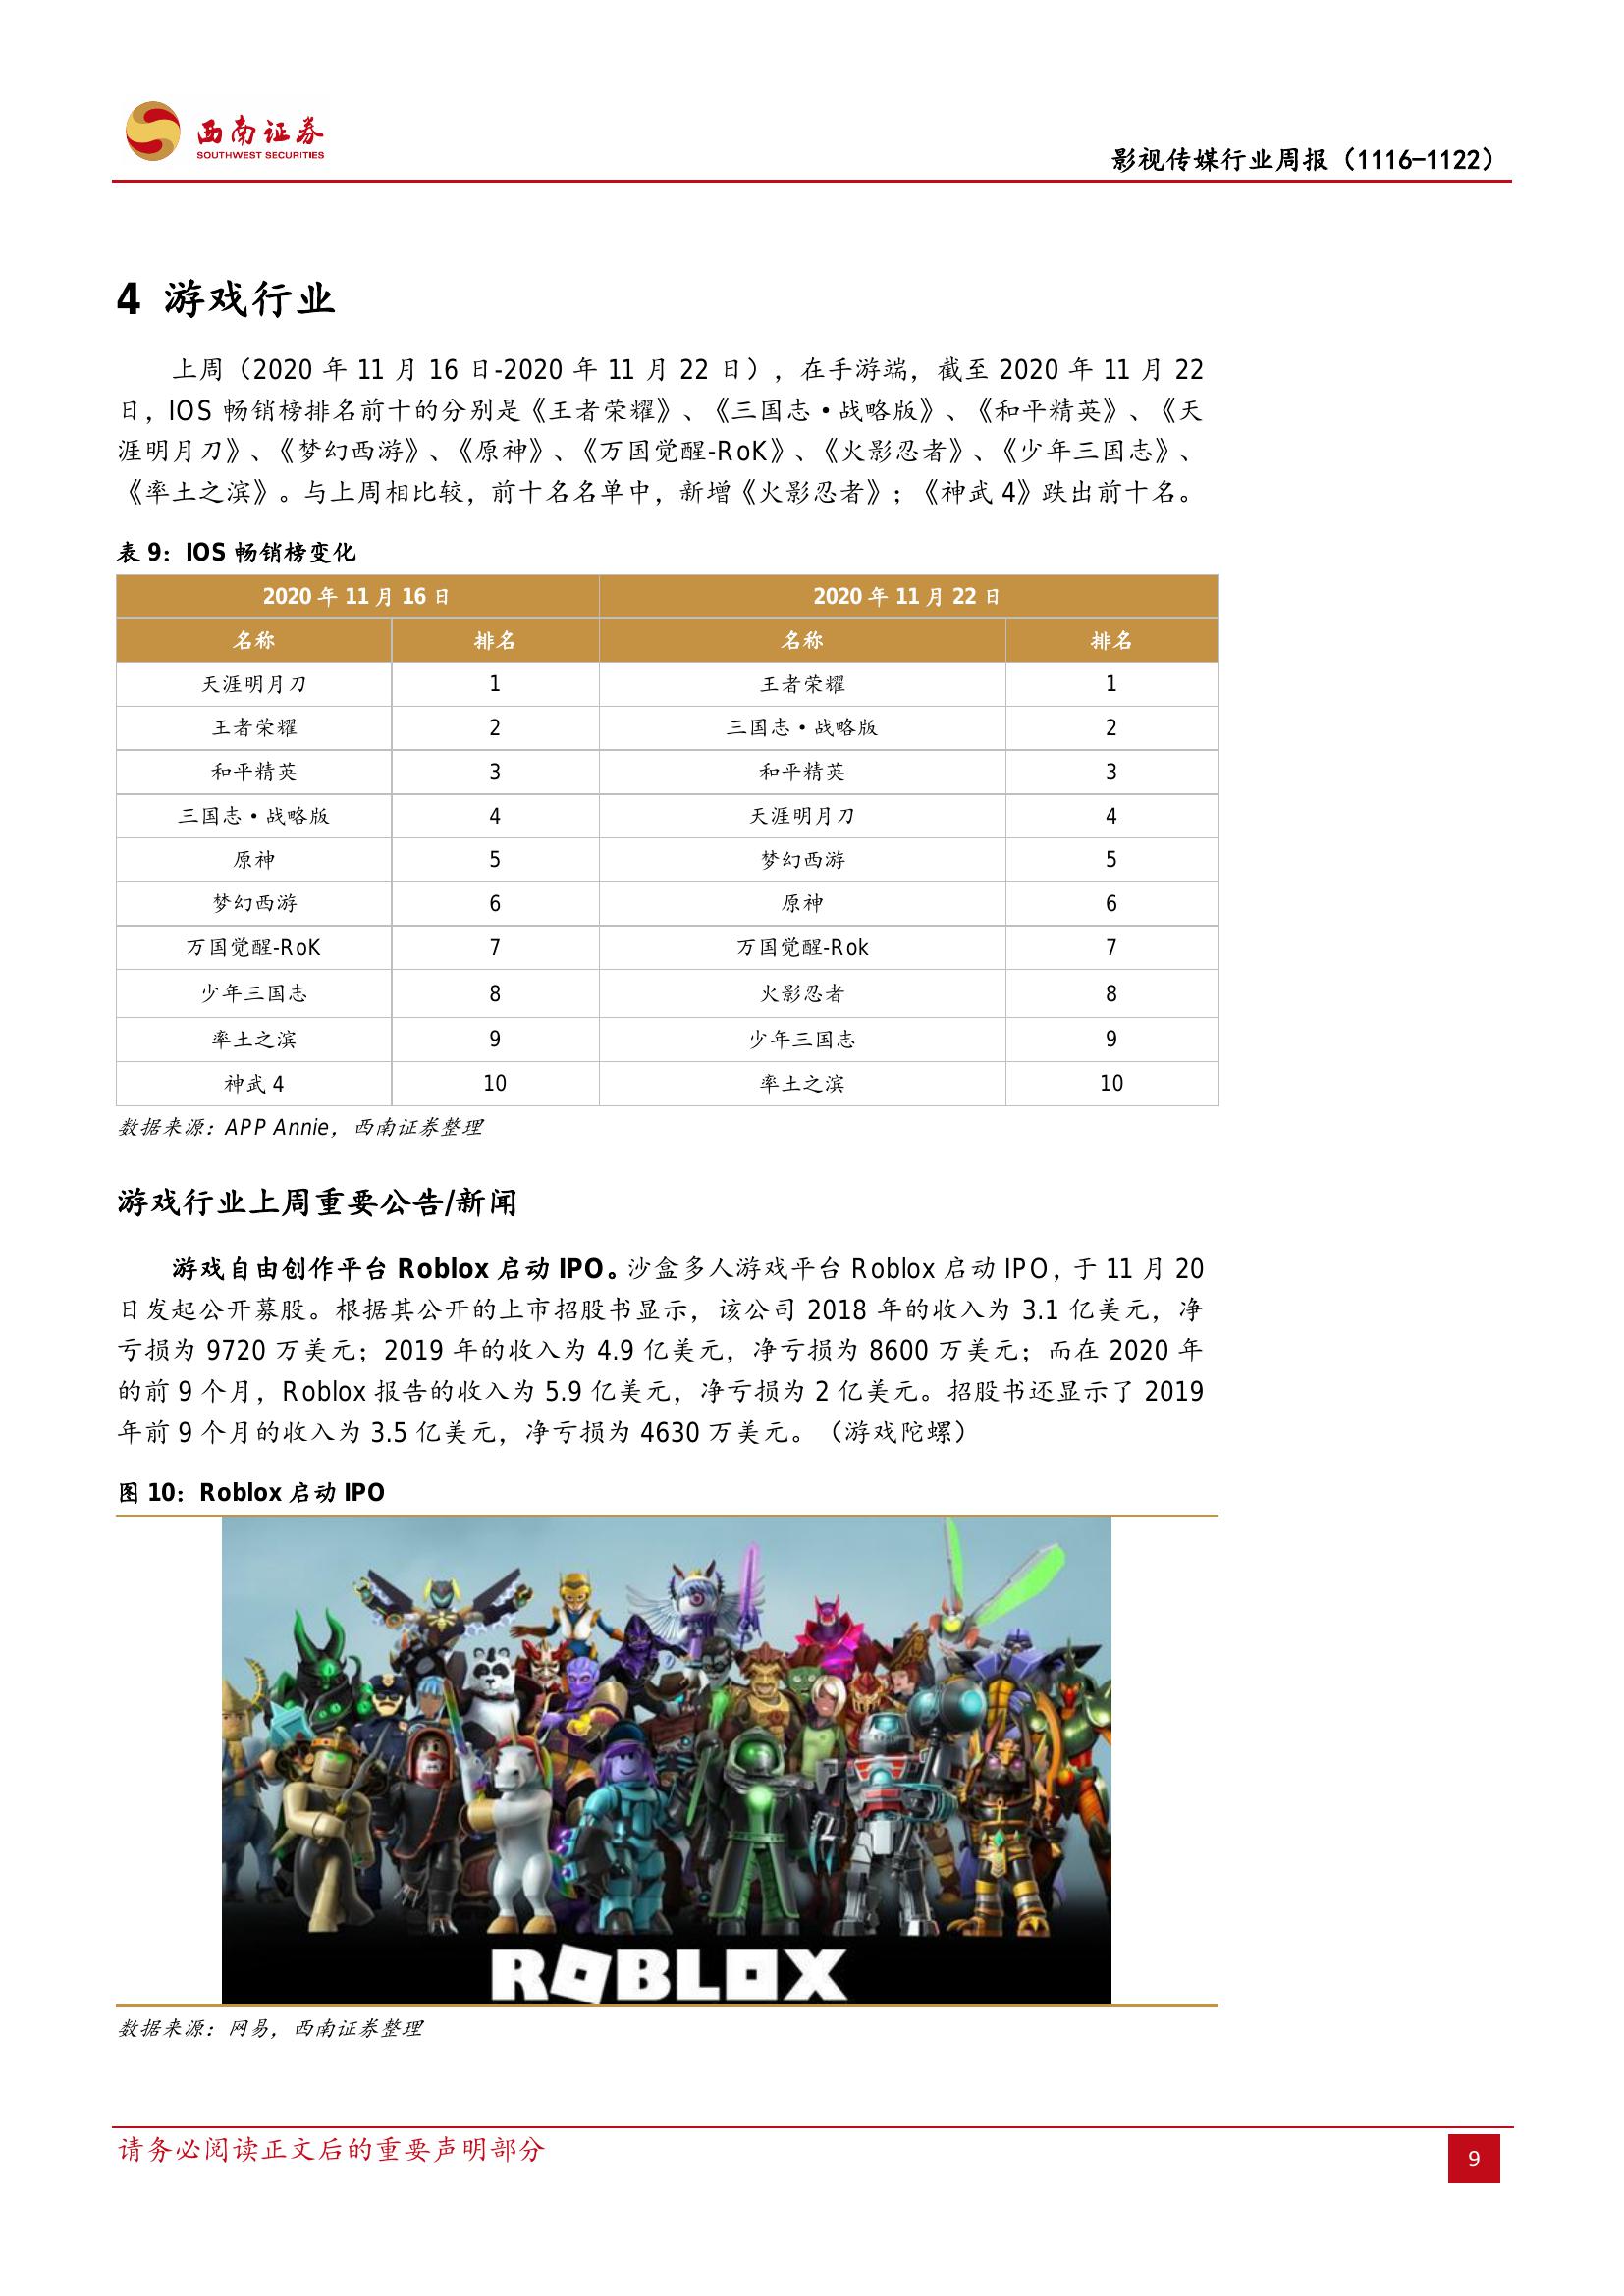 西南证券
SOUTHWEST SECURITIES
影视传媒行业周报（1116-1122）
4 游戏行业
上周（2020 年 11 月 16 日-2020 年 11 月 22 日），在手游端，截至 2020 年 11 月 22
日，IOS 畅销榜排名前十的分别是《王者荣耀》、《三国志•战略版》、《和平精英》、《天
涯明月刀》、《梦幻西游》、《原神》、《万国觉醒-RoK》、《火影忍者》、《少年三国志》、
《率土之滨》。与上周相比较，前十名名单中，新增《火影忍者》；《神武 4》跌出前十名。
表 9：IOS 畅销榜变化
2020 年 11 月 16 日 2020 年 11 月 22 日
名称 排名 名称 排名
天涯明月刀 1 王者荣耀 1
王者荣耀 2 三国志•战略版 2
和平精英 3 和平精英 3
三国志•战略版 4 天涯明月刀 4
原神 5 梦幻西游 5
梦幻西游 6 原神 6
万国觉醒-RoK 7 万国觉醒-Rok 7
少年三国志 8 火影忍者 8
率土之滨 9 少年三国志 9
神武 4 10 率土之滨 10
数据来源：APP Annie，西南证券整理
游戏行业上周重要公告/新闻
游戏自由创作平台 Roblox 启动 IPO。沙盒多人游戏平台 Roblox 启动 IPO，于 11 月 20
日发起公开募股。根据其公开的上市招股书显示，该公司 2018 年的收入为 3.1 亿美元，净
亏损为 9720 万美元；2019 年的收入为 4.9 亿美元，净亏损为 8600 万美元；而在 2020 年
的前 9 个月，Roblox 报告的收入为 5.9 亿美元，净亏损为 2 亿美元。招股书还显示了 2019
年前 9 个月的收入为 3.5 亿美元，净亏损为 4630 万美元。（游戏陀螺）
图 10：Roblox 启动 IPO
ROBLOX
数据来源：网易，西南证券整理
请务必阅读正文后的重要声明部分
9